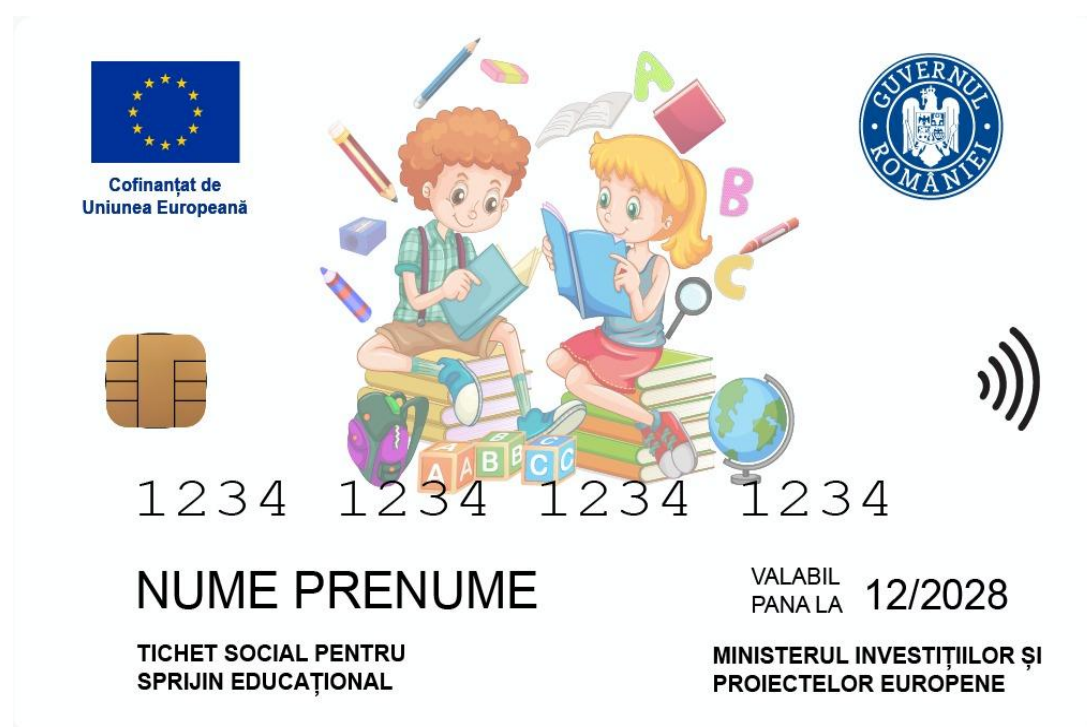 Cofinanțat de
Uniunea Europeană
GUVERNUL ROMÂNIEI
A
B
C
A A B B C C
1234 1234 1234 1234
NUME PRENUME
VALABIL
PANA LA 12/2028
TICHET SOCIAL PENTRU
SPRIJIN EDUCAȚIONAL
MINISTERUL INVESTIȚIILOR ȘI
PROIECTELOR EUROPENE